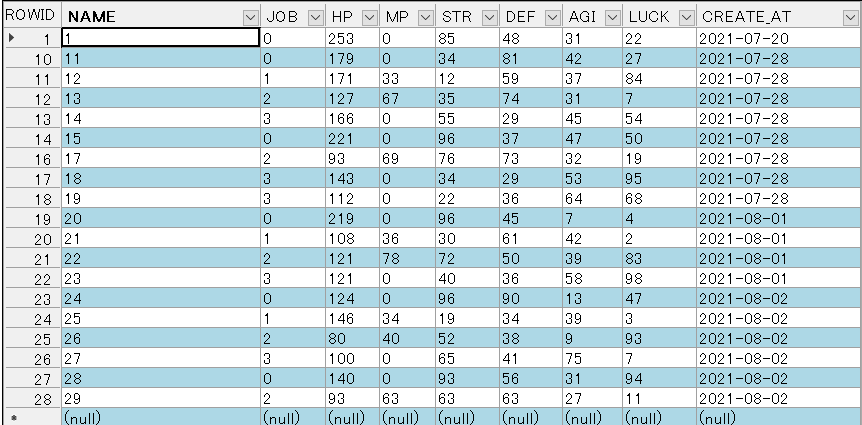 ROWID NAME JOB HP MP STR DEF AGI LUCK CREATE_AT
1 1 0 253 0 85 48 31 22 2021-07-20
10 11 0 179 0 34 81 42 27 2021-07-28
11 12 1 171 33 12 59 37 84 2021-07-28
12 13 2 127 67 35 74 31 7 2021-07-28
13 14 3 166 0 55 29 45 54 2021-07-28
14 15 0 221 0 96 37 47 50 2021-07-28
16 17 2 93 69 76 73 32 19 2021-07-28
17 18 3 143 0 34 29 53 95 2021-07-28
18 19 3 112 0 22 36 64 68 2021-07-28
19 20 0 219 0 96 45 7 4 2021-08-01
20 21 1 108 36 30 61 42 2 2021-08-01
21 22 2 121 78 72 50 39 83 2021-08-01
22 23 3 121 0 40 36 58 98 2021-08-01
23 24 0 124 0 96 90 13 47 2021-08-02
24 25 1 146 34 19 34 39 3 2021-08-02
25 26 2 80 40 52 38 9 93 2021-08-02
26 27 3 100 0 65 41 75 7 2021-08-02
27 28 0 140 0 93 56 31 94 2021-08-02
28 29 2 93 63 63 63 27 11 2021-08-02
* (null) (null) (null) (null) (null) (null) (null) (null) (null)